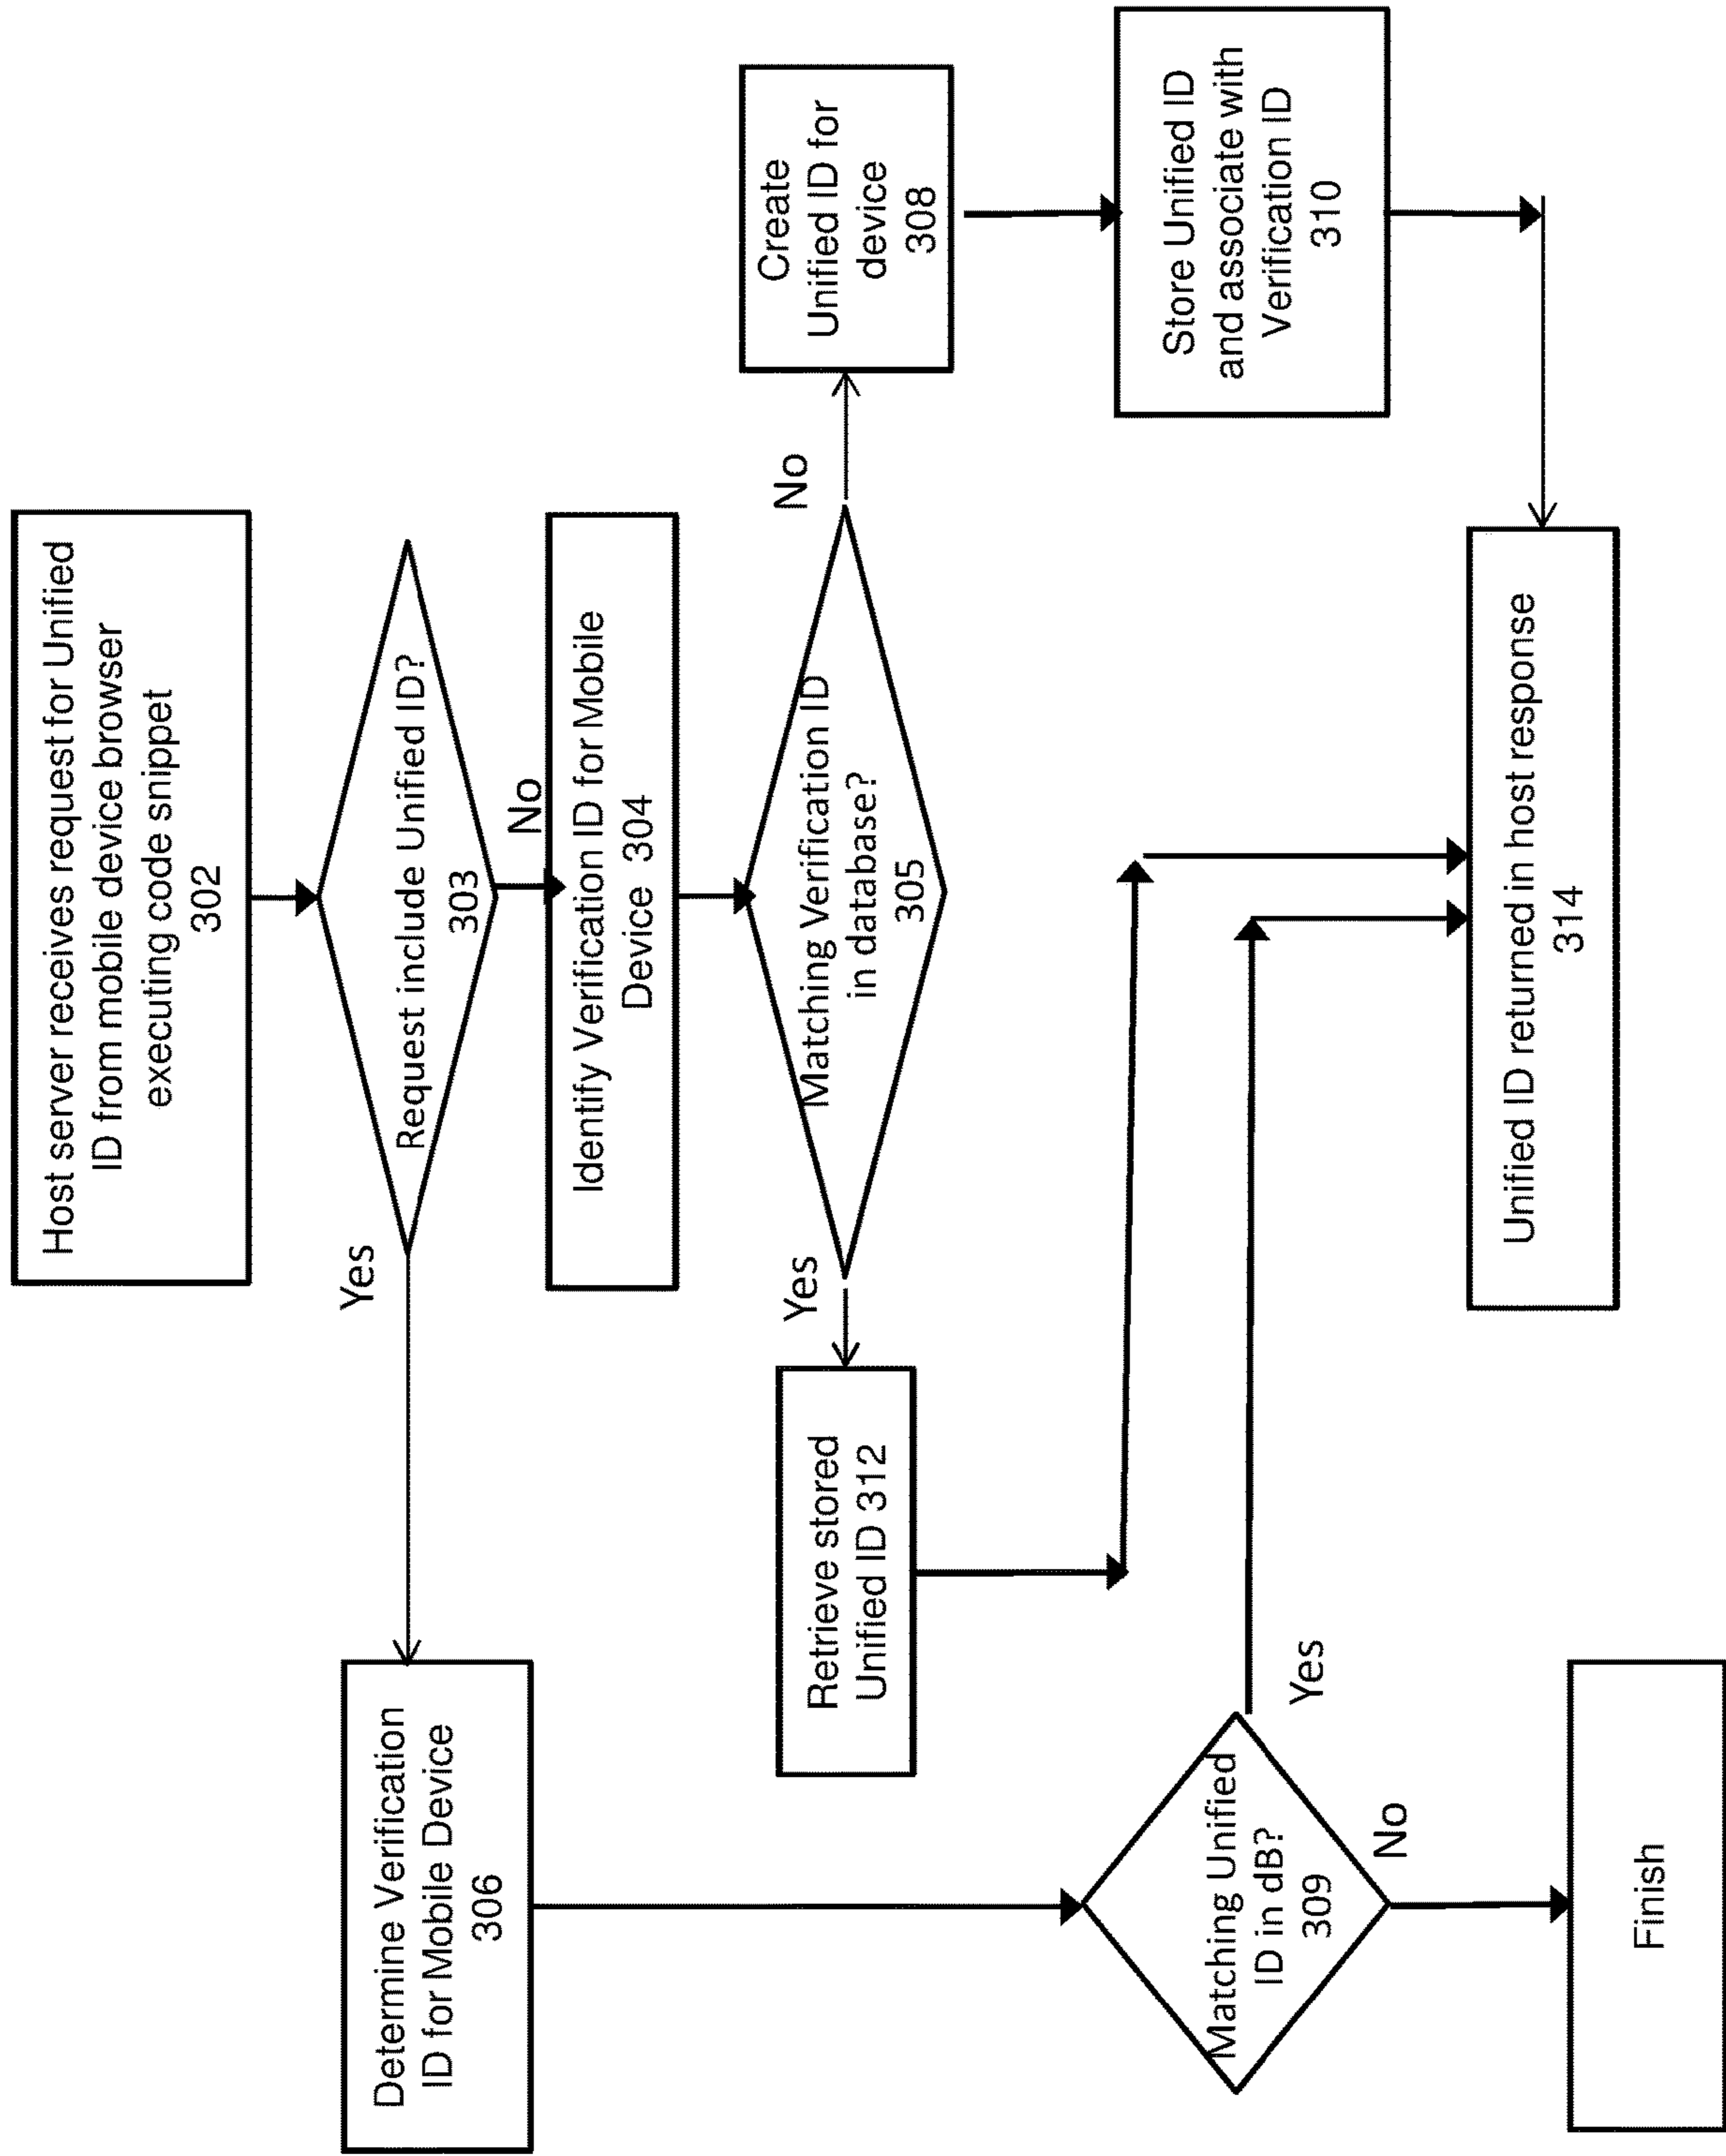 Host server receives request for Unified
ID from mobile device browser
executing code snippet
302
Request include Unified ID?
303
Yes
No
Determine Verification
ID for Mobile Device
306
Identify Verification ID for Mobile
Device 304
Matching Verification ID
in database?
305
Yes
No
Retrieve stored
Unified ID 312
Create
Unified ID for
device
308
Store Unified ID
and associate with
Verification ID
310
Matching Unified
ID in dB?
309
Yes
No
Unified ID returned in host response
314
Finish